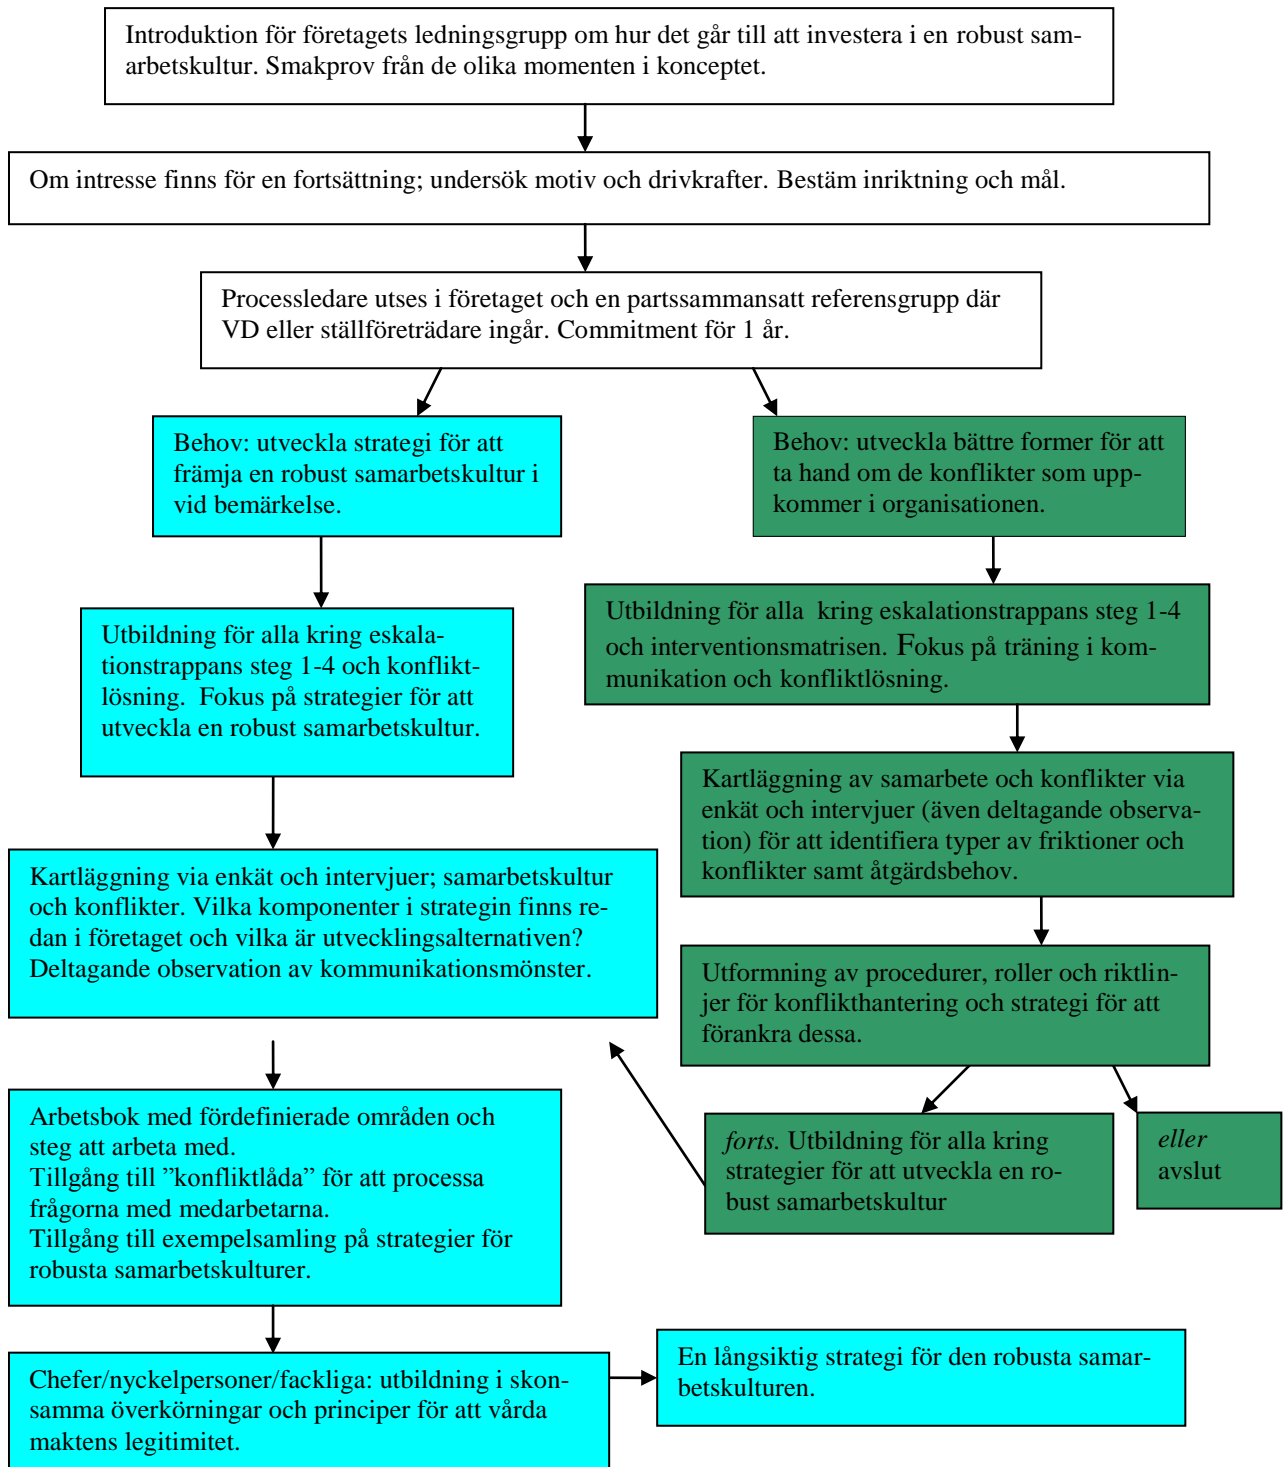 Introduktion för företagets ledningsgrupp om hur det går till att investera i en robust sam-
arbetskultur. Smakprov från de olika momenten i konceptet.
Om intresse finns för en fortsättning; undersök motiv och drivkrafter. Bestäm inriktning och mål.
Processledare utses i företaget och en partssammansatt referensgrupp där
VD eller ställföreträdare ingår. Commitment för 1 år.
Behov: utveckla strategi för att
främja en robust samarbetskultur i
vid bemärkelse.
Behov: utveckla bättre former för att
ta hand om de konflikter som upp-
kommer i organisationen.
Utbildning för alla kring eskala-
tionstrappans steg 1-4 och konflikt-
lösning. Fokus på strategier för att
utveckla en robust samarbetskultur.
Utbildning för alla kring eskalationstrappans steg 1-4
och interventionsmatrisen. Fokus på träning i kom-
munikation och konfliktlösning.
Kartläggning av samarbete och konflikter via
enkät och intervjuer (även deltagande observa-
tion) för att identifiera typer av friktioner och
konflikter samt åtgärdsbehov.
Kartläggning via enkät och intervjuer; samarbetskultur
och konflikter. Vilka komponenter i strategin finns re-
dan i företaget och vilka är utvecklingsalternativen?
Deltagande observation av kommunikationsmönster.
Utformning av procedurer, roller och riktlin-
jer för konflikthantering och strategi för att
förankra dessa.
Arbetsbok med fördefinierade områden och
steg att arbeta med.
Tillgång till ”konfliktlåda” för att processa
frågorna med medarbetarna.
Tillgång till exempelsamling på strategier för
robusta samarbetskulturer.
forts. Utbildning för alla kring
strategier för att utveckla en ro-
bust samarbetskultur
eller
avslut
Chefer/nyckelpersoner/fackliga: utbildning i skon-
samma överkörningar och principer för att vårda
maktens legitimitet.
En långsiktig strategi för den robusta samar-
betskulturen.